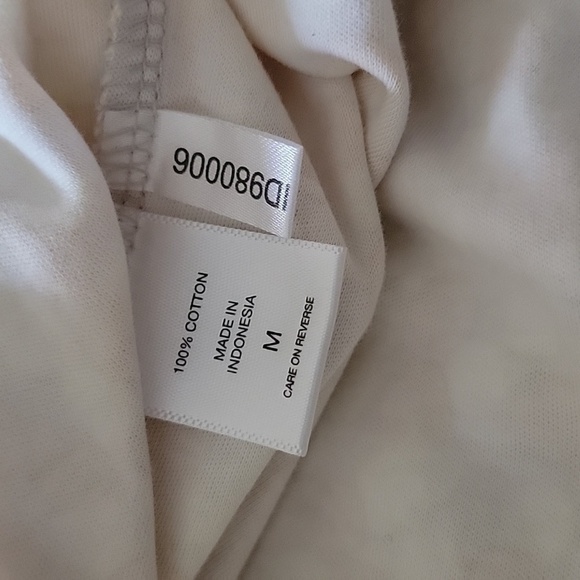 D980006
100% COTTON
MADE IN
INDONESIA
M
CARE ON REVERSE